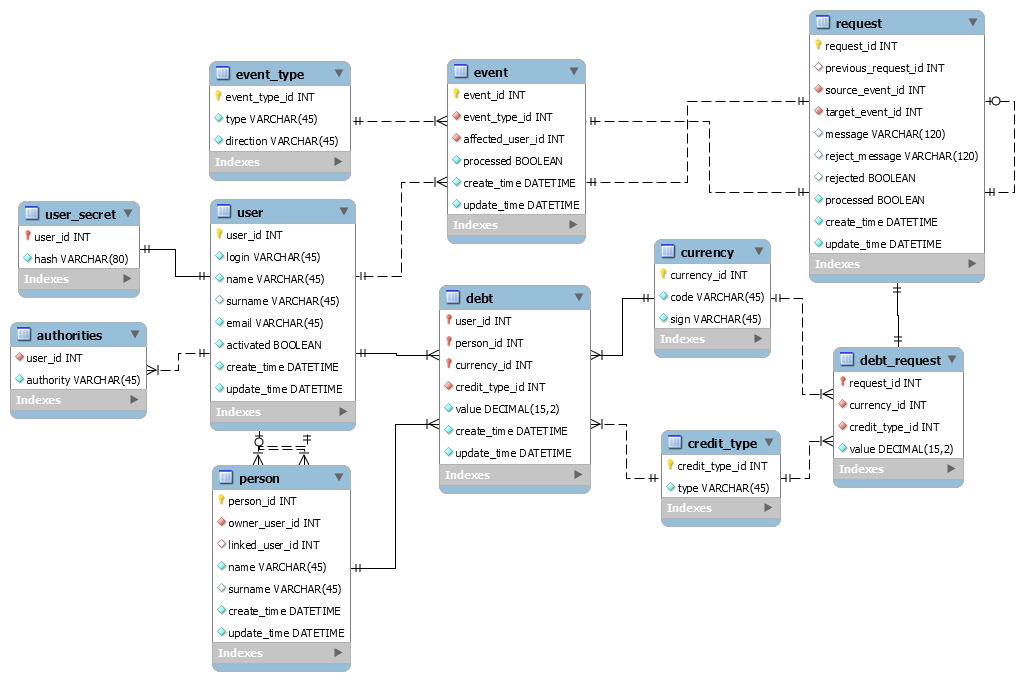 event_type
event_type_id INT
type VARCHAR(45)
direction VARCHAR(45)
Indexes
event
event_id INT
event_type_id INT
affected_user_id INT
processed BOOLEAN
create_time DATETIME
update_time DATETIME
Indexes
request
request_id INT
previous_request_id INT
source_event_id INT
target_event_id INT
message VARCHAR(120)
reject_message VARCHAR(120)
rejected BOOLEAN
processed BOOLEAN
create_time DATETIME
update_time DATETIME
Indexes
user_secret
user_id INT
hash VARCHAR(80)
Indexes
user
user_id INT
login VARCHAR(45)
name VARCHAR(45)
surname VARCHAR(45)
email VARCHAR(45)
activated BOOLEAN
create_time DATETIME
update_time DATETIME
Indexes
authorities
user_id INT
authority VARCHAR(45)
Indexes
debt
user_id INT
person_id INT
currency_id INT
credit_type_id INT
value DECIMAL(15,2)
create_time DATETIME
update_time DATETIME
Indexes
currency
currency_id INT
code VARCHAR(45)
sign VARCHAR(45)
Indexes
debt_request
request_id INT
currency_id INT
credit_type_id INT
value DECIMAL(15,2)
Indexes
credit_type
credit_type_id INT
type VARCHAR(45)
Indexes
person
person_id INT
owner_user_id INT
linked_user_id INT
name VARCHAR(45)
surname VARCHAR(45)
create_time DATETIME
update_time DATETIME
Indexes